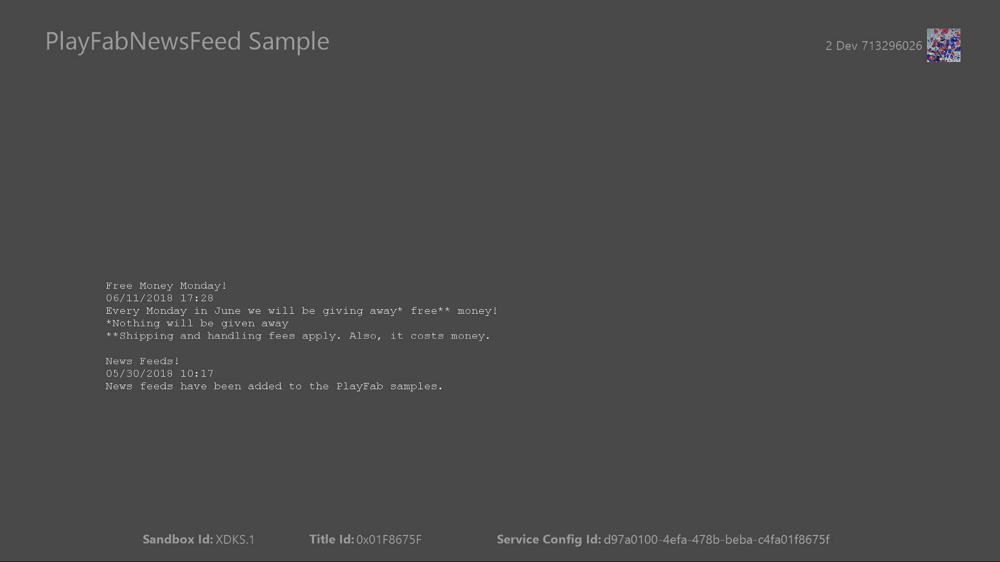 PlayFabNewsFeed Sample
2 Dev 713296026
Free Money Monday!
06/11/2018 17:28
Every Monday in June we will be giving away* free** money!
*Nothing will be given away
**Shipping and handling fees apply. Also, it costs money.
News Feeds!
05/30/2018 10:17
News feeds have been added to the PlayFab samples.
Sandbox Id: XDKS.1 Title Id: 0x01F8675F Service Config Id: d97a0100-4efa-478b-beba-c4fa01f8675f